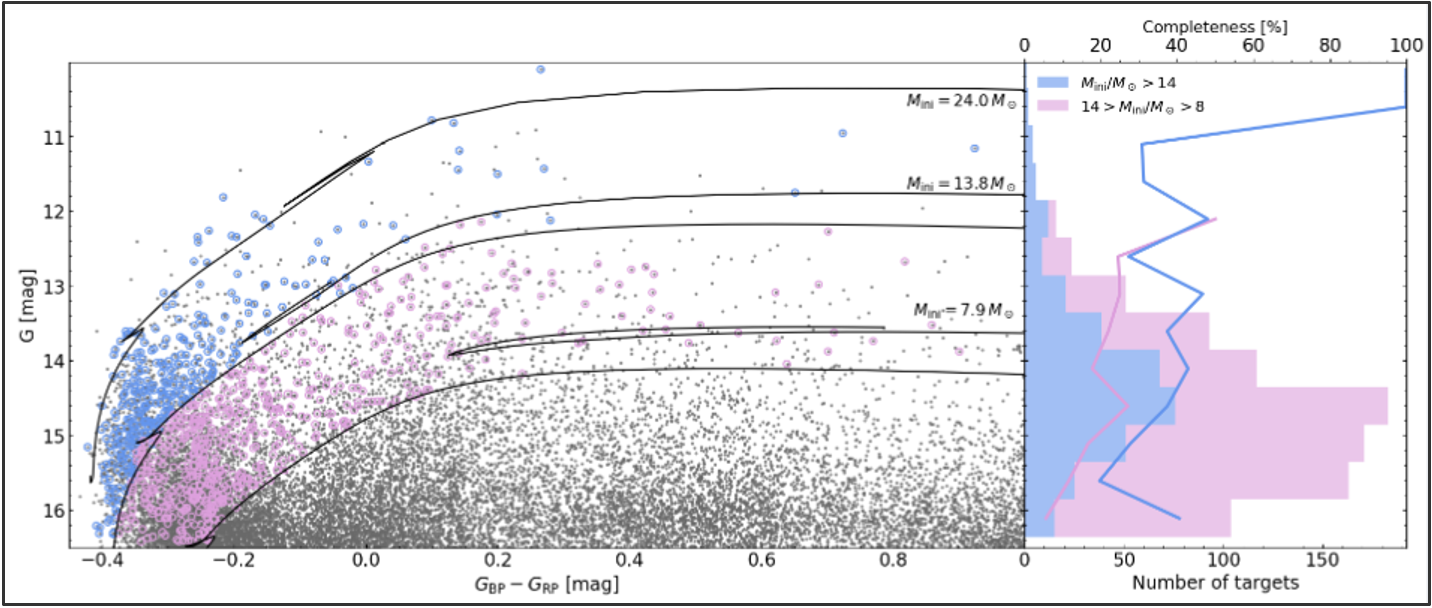 Completeness [%]
0 20 40 60 80 100
M_ini/M_⊙ > 14
14 > M_ini/M_⊙ > 8
M_ini = 24.0 M_⊙
M_ini = 13.8 M_⊙
M_ini = 7.9 M_⊙
G [mag]
11
12
13
14
15
16
−0.4 −0.2 0.0 0.2 0.4 0.6 0.8
G_BP − G_RP [mag]
0 50 100 150
Number of targets